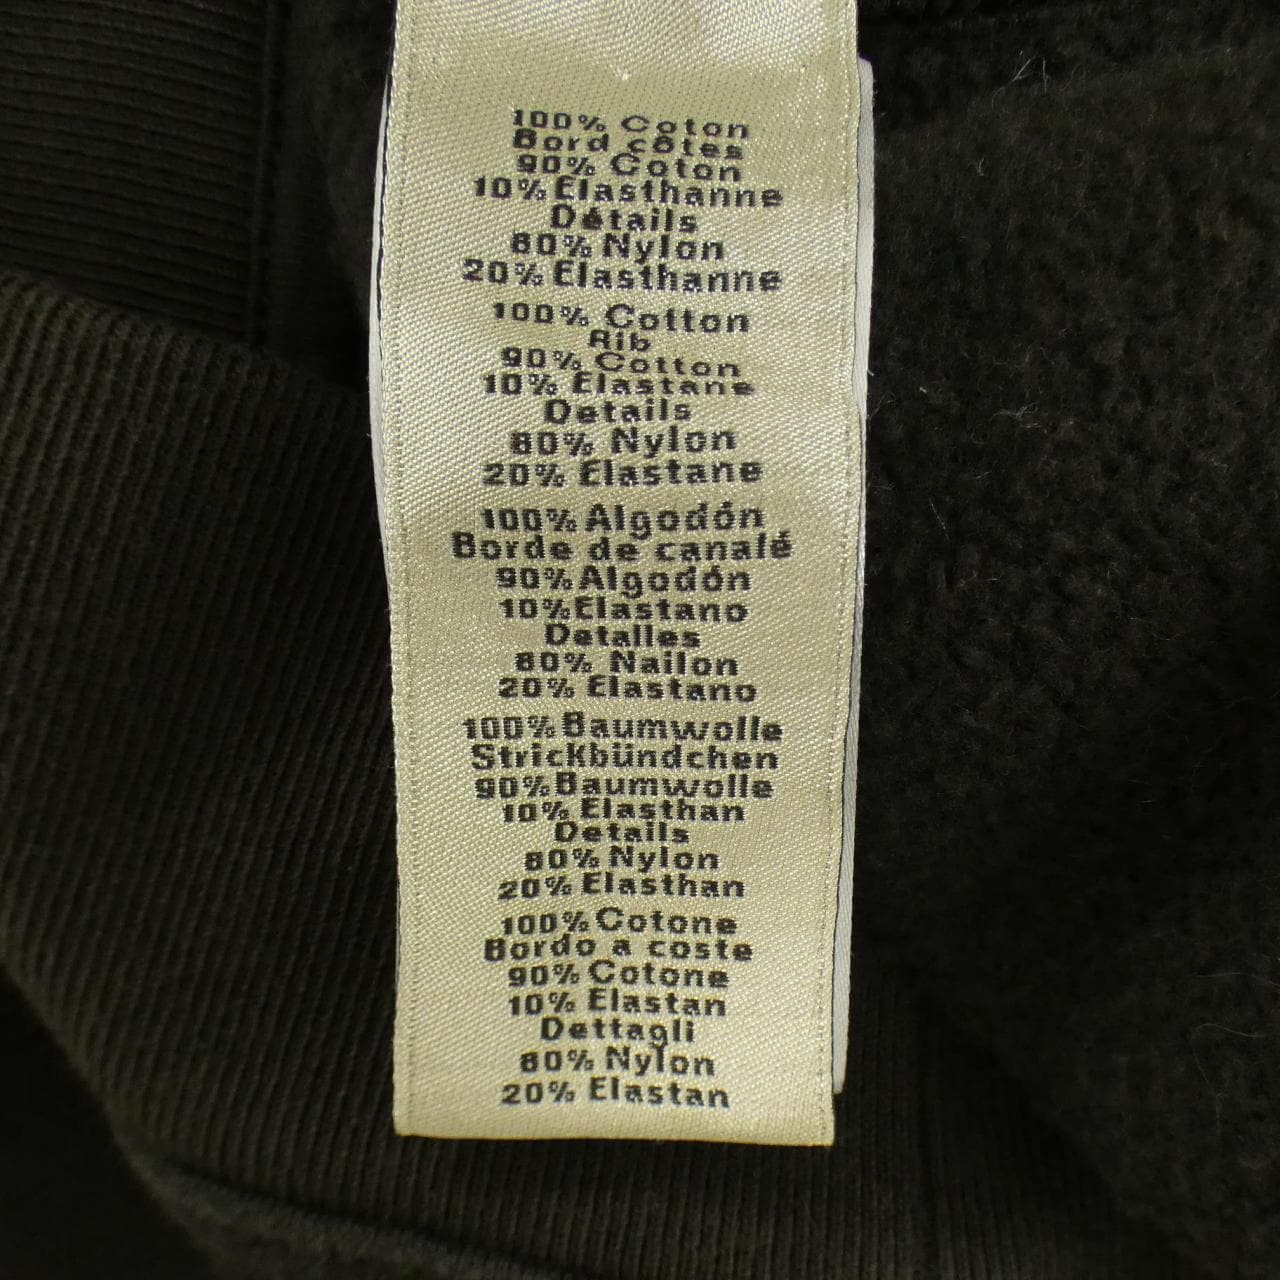 100% Coton
Bord côtes
90% Coton
10% Elasthanne
Détails
80% Nylon
20% Elasthanne
100% Cotton
Rib
90% Cotton
10% Elastane
Details
80% Nylon
20% Elastane
100% Algodón
Borde de canalé
90% Algodón
10% Elastano
Detalles
80% Nailon
20% Elastano
100% Baumwolle
Strickbündchen
90% Baumwolle
10% Elasthan
Details
80% Nylon
20% Elasthan
100% Cotone
Bordo a coste
90% Cotone
10% Elastan
Dettagli
80% Nylon
20% Elastan